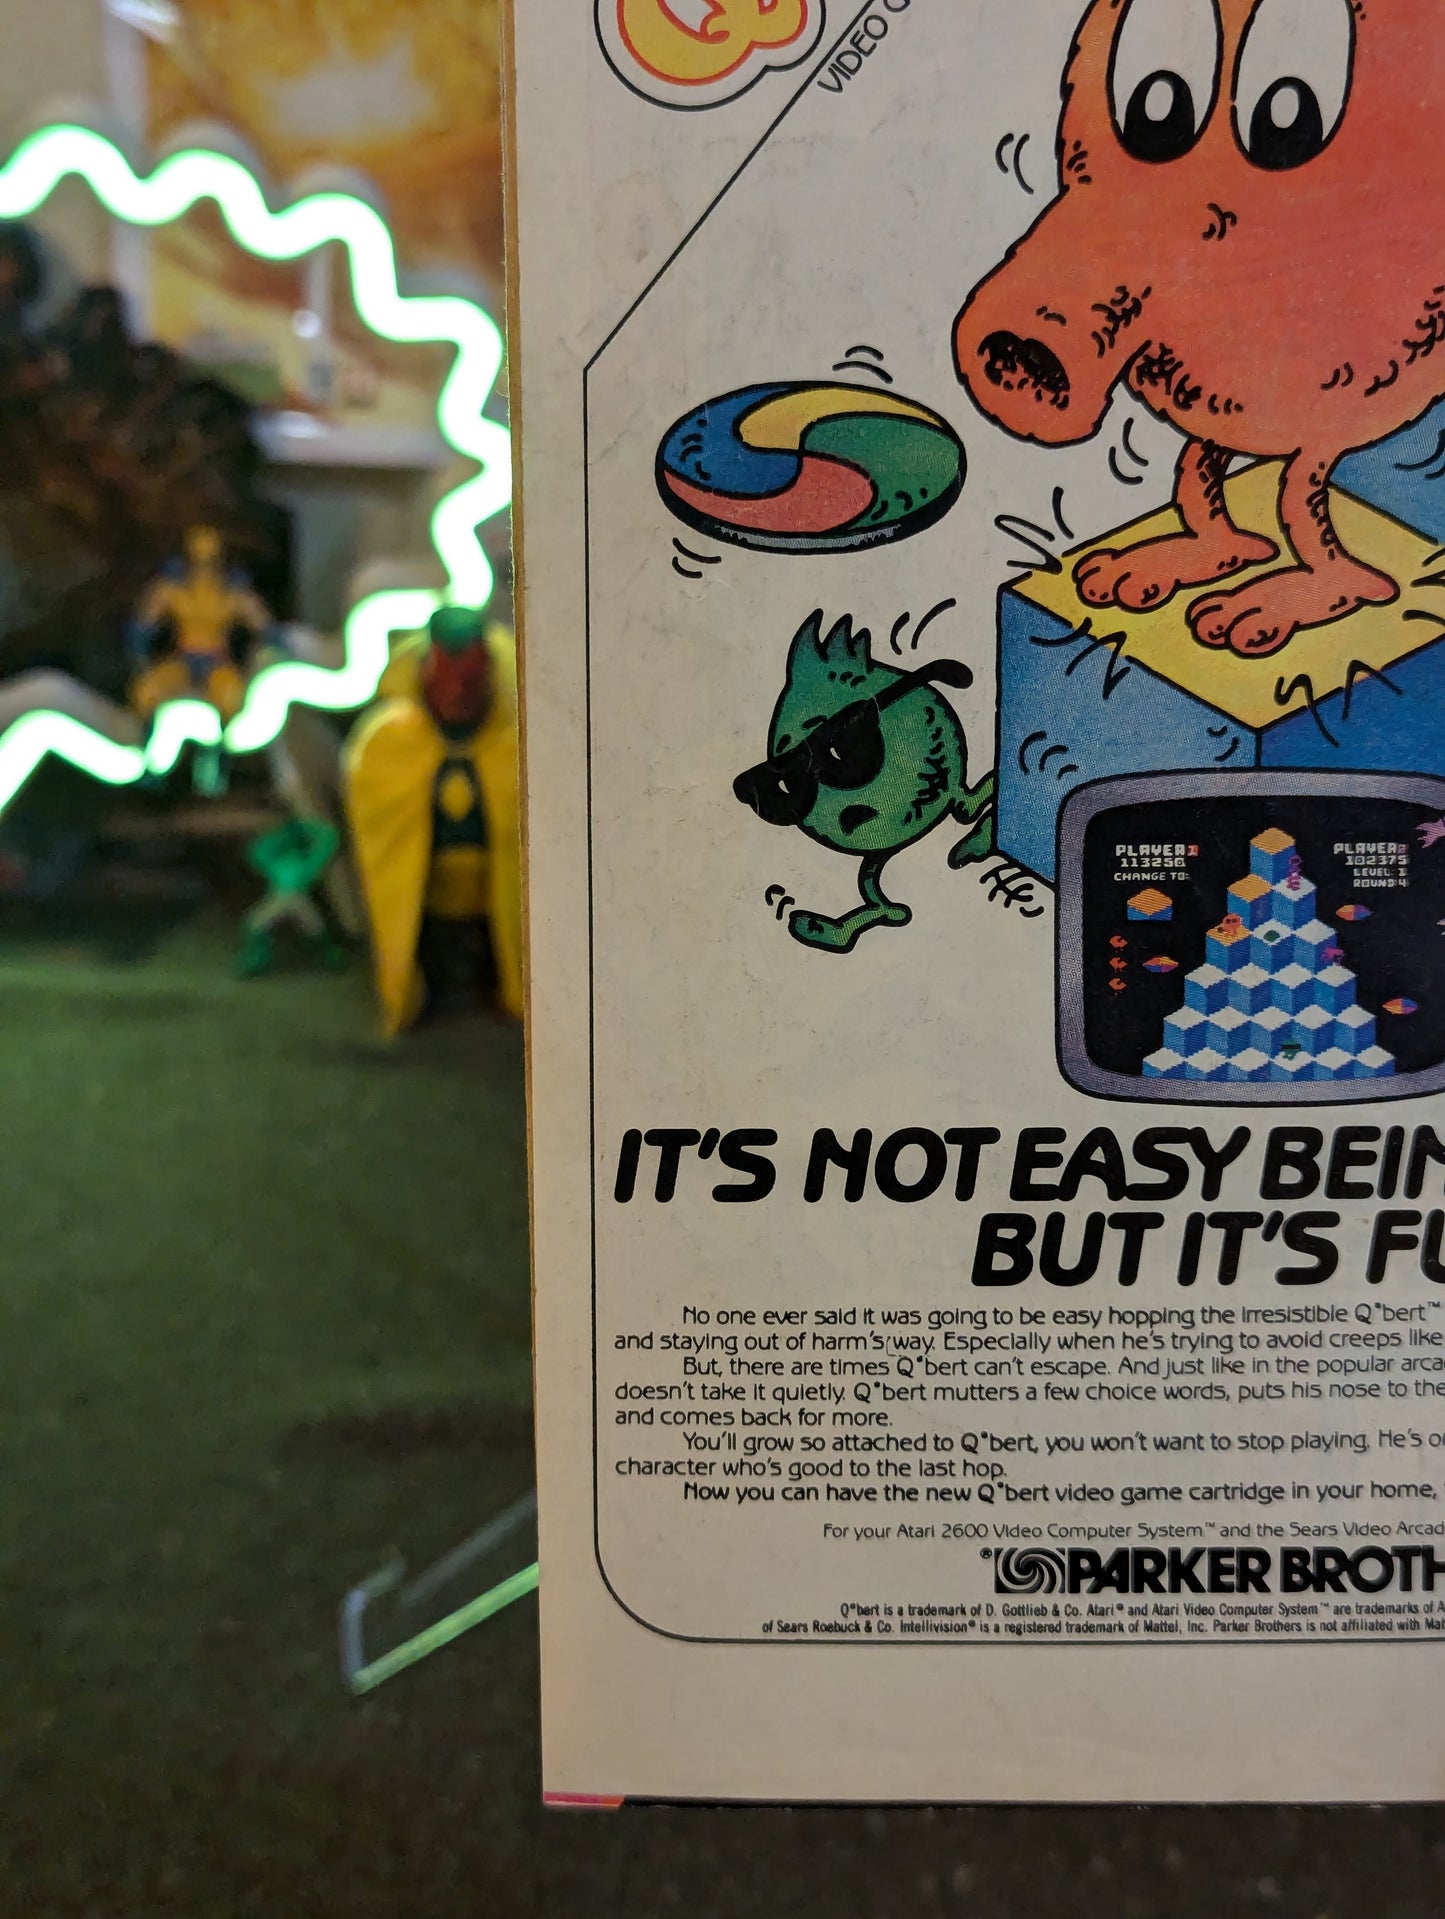 VIDEO
PLAYER 1
113250
CHANGE TO:
PLAYER 2
102375
LEVEL: 1
ROUND: 4
IT'S NOT EASY BEIN
BUT IT'S FU
No one ever said it was going to be easy hopping the irresistible Q*bert™
and staying out of harm's way. Especially when he's trying to avoid creeps like
But, there are times Q*bert can't escape. And just like in the popular arca
doesn't take it quietly. Q*bert mutters a few choice words, puts his nose to the
and comes back for more.
You'll grow so attached to Q*bert, you won't want to stop playing. He's o
character who's good to the last hop.
Now you can have the new Q*bert video game cartridge in your home,
For your Atari 2600 Video Computer System™ and the Sears Video Arcad
® PARKER BROTH
Q*bert is a trademark of D. Gottlieb & Co. Atari® and Atari Video Computer System™ are trademarks of A
of Sears Roebuck & Co. Intellivision® is a registered trademark of Mattel, Inc. Parker Brothers is not affiliated with Mat